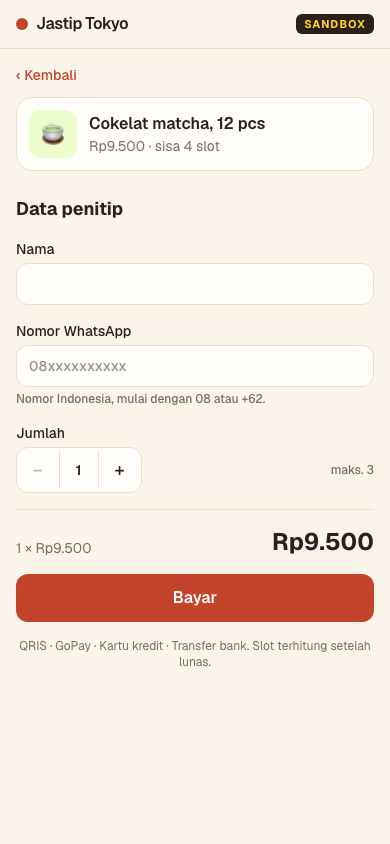 Jastip Tokyo
SANDBOX
‹ Kembali
Cokelat matcha, 12 pcs
Rp9.500 · sisa 4 slot
Data penitip
Nama
Nomor WhatsApp
08xxxxxxxxxx
Nomor Indonesia, mulai dengan 08 atau +62.
Jumlah
− 1 +
maks. 3
1 × Rp9.500
Rp9.500
Bayar
QRIS · GoPay · Kartu kredit · Transfer bank. Slot terhitung setelah
lunas.